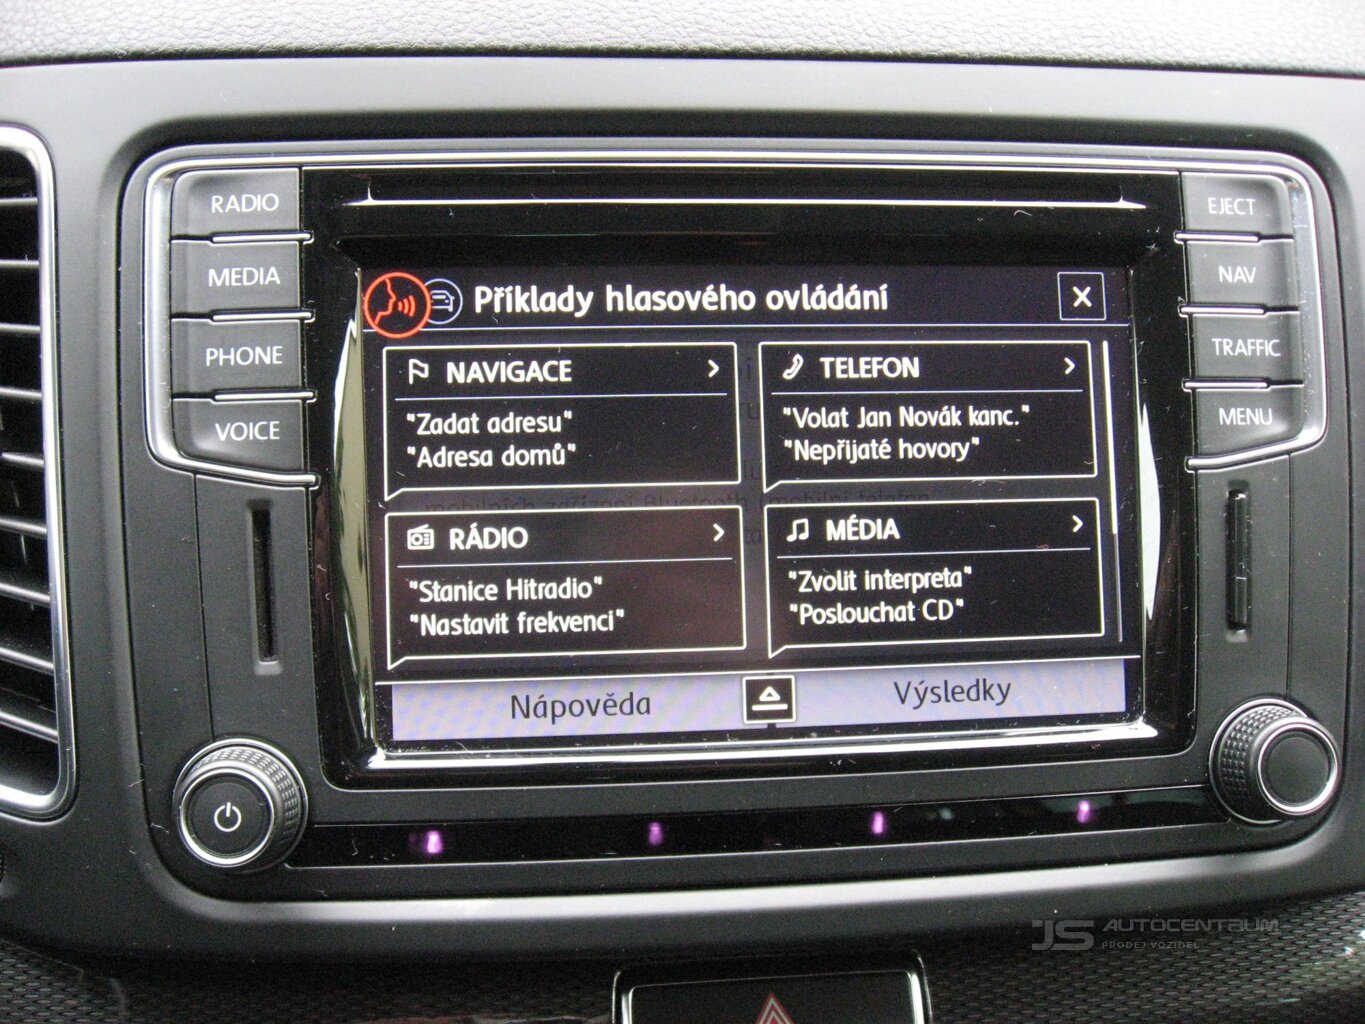 RADIO
MEDIA
PHONE
VOICE
EJECT
NAV
TRAFFIC
MENU
Příklady hlasového ovládání
X
NAVIGACE >
"Zadat adresu"
"Adresa domů"
TELEFON >
"Volat Jan Novák kanc."
"Nepřijaté hovory"
RÁDIO >
"Stanice Hitradio"
"Nastavit frekvenci"
MÉDIA >
"Zvolit interpreta"
"Poslouchat CD"
Nápověda
Výsledky
JS AUTOCENTRUM
PRODEJ VOZIDEL